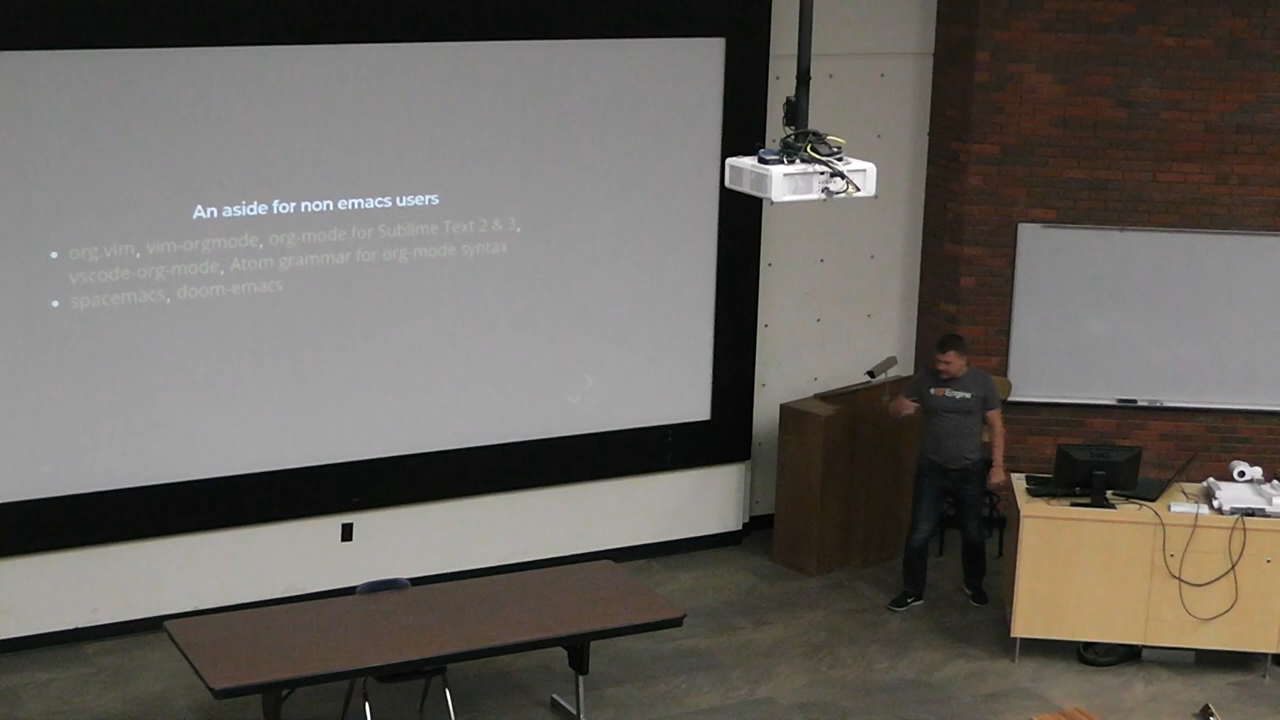 An aside for non emacs users
org.vim, vim-orgmode, org-mode for Sublime Text 2 & 3,
vscode-org-mode, Atom grammar for org-mode syntax
spacemacs, doom-emacs
Engine